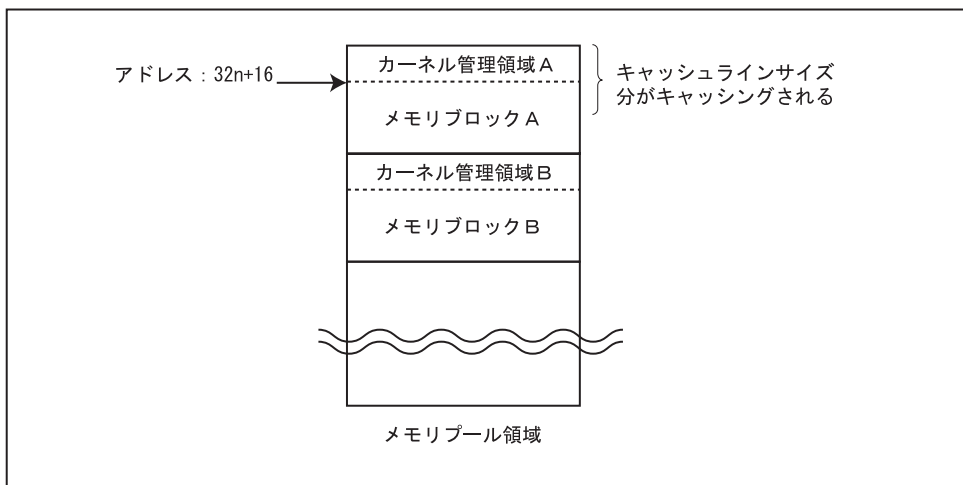 カーネル管理領域A
アドレス：32n+16
キャッシュラインサイズ
分がキャッシングされる
メモリブロックA
カーネル管理領域B
メモリブロックB
メモリプール領域